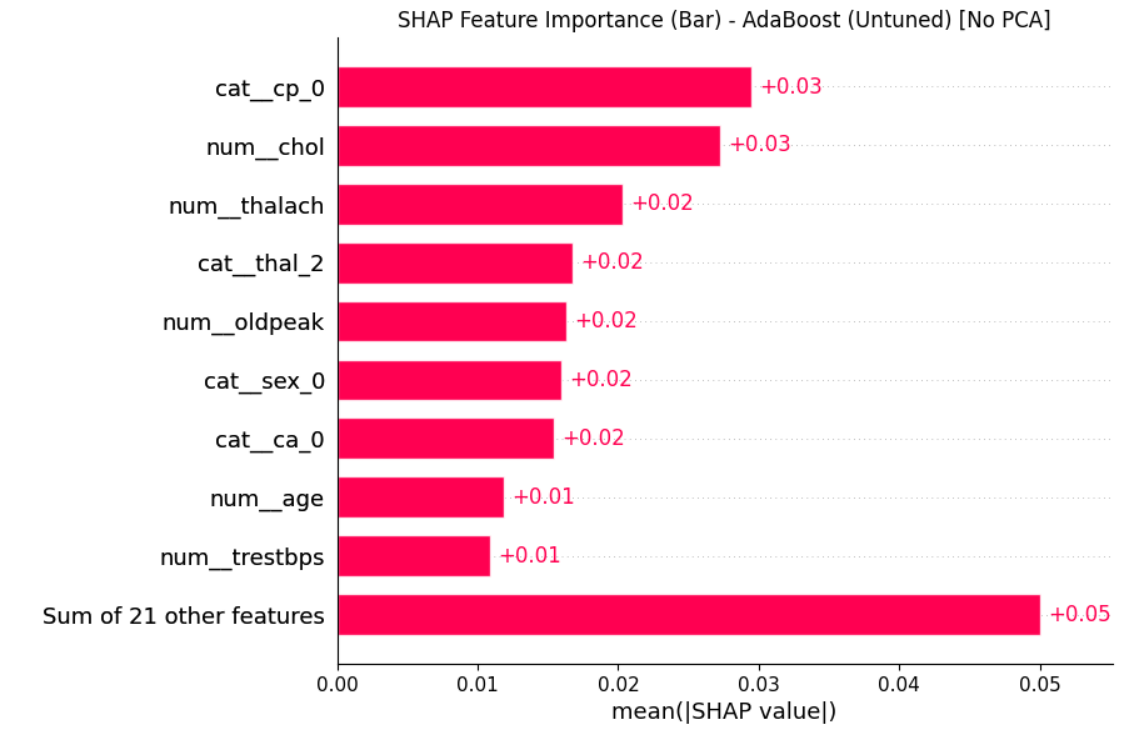 SHAP Feature Importance (Bar) - AdaBoost (Untuned) [No PCA]
cat__cp_0 +0.03
num__chol +0.03
num__thalach +0.02
cat__thal_2 +0.02
num__oldpeak +0.02
cat__sex_0 +0.02
cat__ca_0 +0.02
num__age +0.01
num__trestbps +0.01
Sum of 21 other features +0.05
0.00 0.01 0.02 0.03 0.04 0.05
mean(|SHAP value|)